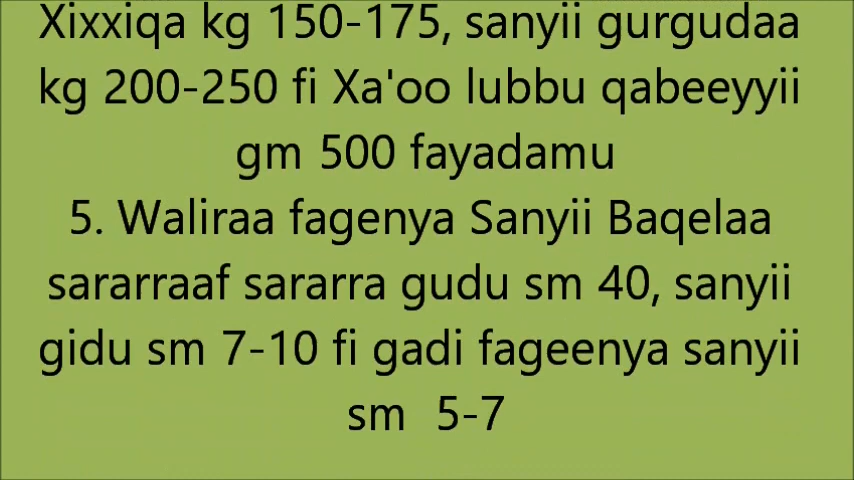 Xixxiqa kg 150-175, sanyii gurgudaa
kg 200-250 fi Xa'oo lubbu qabeeyyii
gm 500 fayadamu
5. Waliraa fagenya Sanyii Baqelaa
sararraaf sararra gudu sm 40, sanyii
gidu sm 7-10 fi gadi fageenya sanyii
sm 5-7